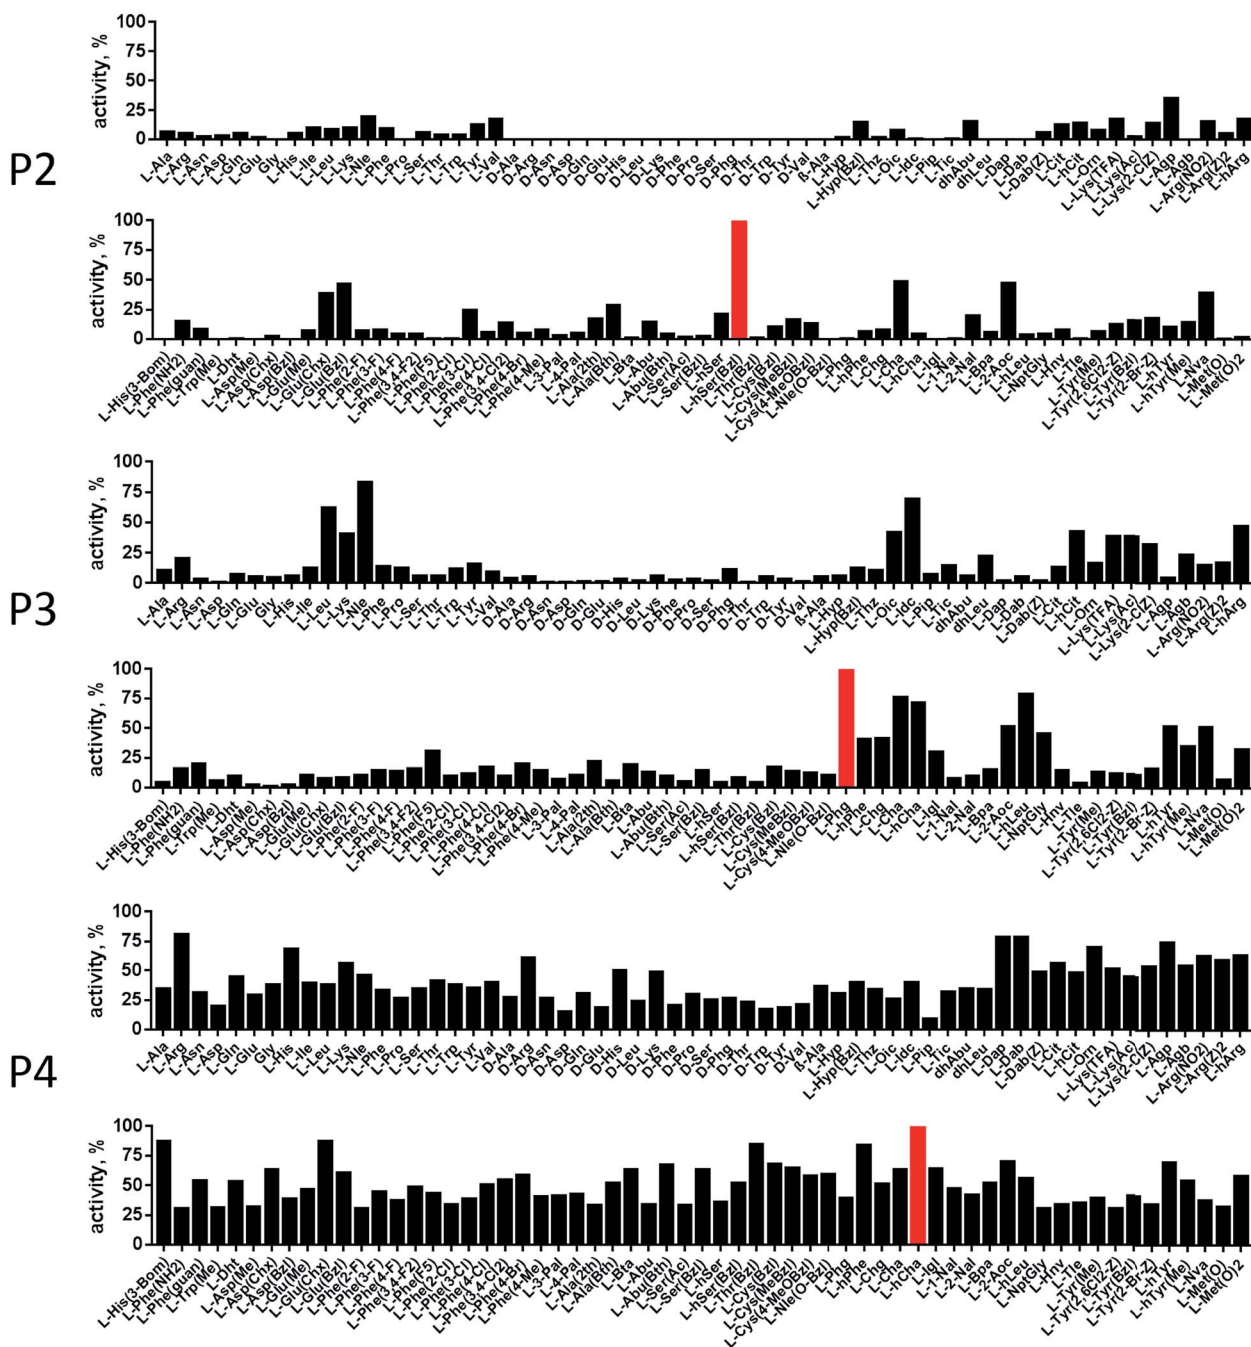 P2
activity, %
100
75
50
25
0
L-Ala L-Arg L-Asn L-Asp L-Gln L-Glu Gly L-His L-Ile L-Leu L-Lys L-Nle L-Phe L-Pro L-Ser L-Thr L-Trp L-Tyr L-Val D-Ala D-Arg D-Asn D-Asp D-Gln D-Glu D-His D-Lys D-Phe D-Pro D-Ser D-Phg D-Thr D-Trp D-Tyr D-Val ß-Ala L-Hyp L-Hyp(Bzl) L-Thz L-Oic L-Idc L-Pip L-Tic dhAbu dhLeu L-Dap L-Dab L-Dab(Z) L-Cit L-hCit L-Orn L-Lys(TFA) L-Lys(Ac) L-Lys(2-ClZ) L-Agp L-Agb L-Arg(NO2) L-Arg(Z)2 L-hArg
activity, %
100
75
50
25
0
L-His(3-Bom) L-Phe(NH2) L-Phe(guan) L-Trp(Me) L-Dht L-Asp(Me) L-Asp(Chx) L-Asp(Bzl) L-Glu(Me) L-Glu(Chx) L-Glu(Bzl) L-Phe(2-F) L-Phe(3-F) L-Phe(4-F) L-Phe(3.4-F2) L-Phe(F5) L-Phe(2-Cl) L-Phe(3-Cl) L-Phe(4-Cl) L-Phe(3.4-Cl2) L-Phe(4-Br) L-Phe(4-Me) L-3-Pal L-4-Pal L-Ala(2th) L-Ala(Bth) L-Bta L-Abu L-Abu(Bth) L-Ser(Ac) L-Ser(Bzl) L-hSer L-hSer(Bzl) L-Thr(Bzl) L-Cys(Bzl) L-Cys(MeBzl) L-Cys(4-MeOBzl) L-Nle(O-Bzl) L-Phg L-hPhe L-Chg L-Cha L-hCha L-Igl L-1-Nal L-2-Nal L-Bpa L-2-Aoc L-hLeu L-NptGly L-Hnv L-Tle L-Tyr(Me) L-Tyr(2.6Cl2-Z) L-Tyr(Bzl) L-Tyr(2-Br-Z) L-hTyr L-hTyr(Me) L-Nva L-Met(O) L-Met(O)2
P3
activity, %
100
75
50
25
0
L-Ala L-Arg L-Asn L-Asp L-Gln L-Glu Gly L-His L-Ile L-Leu L-Lys L-Nle L-Phe L-Pro L-Ser L-Thr L-Trp L-Tyr L-Val D-Ala D-Arg D-Asn D-Asp D-Gln D-Glu D-His D-Leu D-Lys D-Phe D-Pro D-Ser D-Phg D-Thr D-Trp D-Tyr D-Val ß-Ala L-Hyp L-Hyp(Bzl) L-Thz L-Oic L-Idc L-Pip L-Tic dhAbu dhLeu L-Dap L-Dab L-Dab(Z) L-Cit L-hCit L-Orn L-Lys(TFA) L-Lys(Ac) L-Lys(2-ClZ) L-Agp L-Agb L-Arg(NO2) L-Arg(Z)2 L-hArg
activity, %
100
75
50
25
0
L-His(3-Bom) L-Phe(NH2) L-Phe(guan) L-Trp(Me) L-Dht L-Asp(Me) L-Asp(Chx) L-Asp(Bzl) L-Glu(Me) L-Glu(Chx) L-Glu(Bzl) L-Phe(2-F) L-Phe(3-F) L-Phe(4-F) L-Phe(3.4-F2) L-Phe(F5) L-Phe(2-Cl) L-Phe(3-Cl) L-Phe(4-Cl) L-Phe(3.4-Cl2) L-Phe(4-Br) L-Phe(4-Me) L-3-Pal L-4-Pal L-Ala(2th) L-Ala(Bth) L-Bta L-Abu L-Abu(Bth) L-Ser(Ac) L-Ser(Bzl) L-hSer L-hSer(Bzl) L-Thr(Bzl) L-Cys(Bzl) L-Cys(MeBzl) L-Cys(4-MeOBzl) L-Nle(O-Bzl) L-Phg L-hPhe L-Chg L-Cha L-hCha L-Igl L-1-Nal L-2-Nal L-Bpa L-2-Aoc L-hLeu L-NptGly L-Hnv L-Tle L-Tyr(Me) L-Tyr(2.6Cl2-Z) L-Tyr(Bzl) L-Tyr(2-Br-Z) L-hTyr L-hTyr(Me) L-Nva L-Met(O) L-Met(O)2
P4
activity, %
100
75
50
25
0
L-Ala L-Arg L-Asn L-Asp L-Gln L-Glu Gly L-His L-Ile L-Leu L-Lys L-Nle L-Phe L-Pro L-Ser L-Thr L-Trp L-Tyr L-Val D-Ala D-Arg D-Asn D-Asp D-Gln D-Glu D-His D-Leu D-Lys D-Phe D-Pro D-Ser D-Phg D-Thr D-Trp D-Tyr D-Val ß-Ala L-Hyp L-Hyp(Bzl) L-Thz L-Oic L-Idc L-Pip L-Tic dhAbu dhLeu L-Dap L-Dab L-Dab(Z) L-Cit L-hCit L-Orn L-Lys(TFA) L-Lys(Ac) L-Lys(2-ClZ) L-Agp L-Agb L-Arg(NO2) L-Arg(Z)2 L-hArg
activity, %
100
75
50
25
0
L-His(3-Bom) L-Phe(NH2) L-Phe(guan) L-Trp(Me) L-Dht L-Asp(Me) L-Asp(Chx) L-Asp(Bzl) L-Glu(Me) L-Glu(Chx) L-Glu(Bzl) L-Phe(2-F) L-Phe(3-F) L-Phe(4-F) L-Phe(3.4-F2) L-Phe(F5) L-Phe(2-Cl) L-Phe(3-Cl) L-Phe(4-Cl) L-Phe(3.4-Cl2) L-Phe(4-Br) L-Phe(4-Me) L-3-Pal L-4-Pal L-Ala(2th) L-Ala(Bth) L-Bta L-Abu L-Abu(Bth) L-Ser(Ac) L-Ser(Bzl) L-hSer L-hSer(Bzl) L-Thr(Bzl) L-Cys(Bzl) L-Cys(MeBzl) L-Cys(4-MeOBzl) L-Nle(O-Bzl) L-Phg L-hPhe L-Chg L-Cha L-hCha L-Igl L-1-Nal L-2-Nal L-Bpa L-2-Aoc L-hLeu L-NptGly L-Hnv L-Tle L-Tyr(Me) L-Tyr(2.6Cl2-Z) L-Tyr(Bzl) L-Tyr(2-Br-Z) L-hTyr L-hTyr(Me) L-Nva L-Met(O) L-Met(O)2